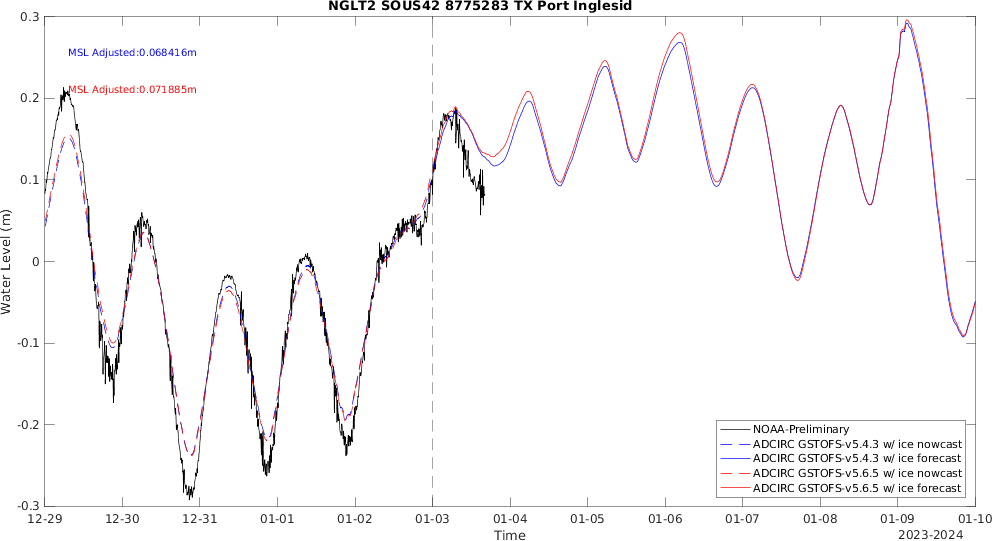 NGLT2 SOUS42 8775283 TX Port Inglesid
MSL Adjusted:0.068416m
MSL Adjusted:0.071885m
Water Level (m)
0.3
0.2
0.1
0
-0.1
-0.2
-0.3
NOAA-Preliminary
ADCIRC GSTOFS-v5.4.3 w/ ice nowcast
ADCIRC GSTOFS-v5.4.3 w/ ice forecast
ADCIRC GSTOFS-v5.6.5 w/ ice nowcast
ADCIRC GSTOFS-v5.6.5 w/ ice forecast
12-29 12-30 12-31 01-01 01-02 01-03 01-04 01-05 01-06 01-07 01-08 01-09 01-10
Time
2023-2024